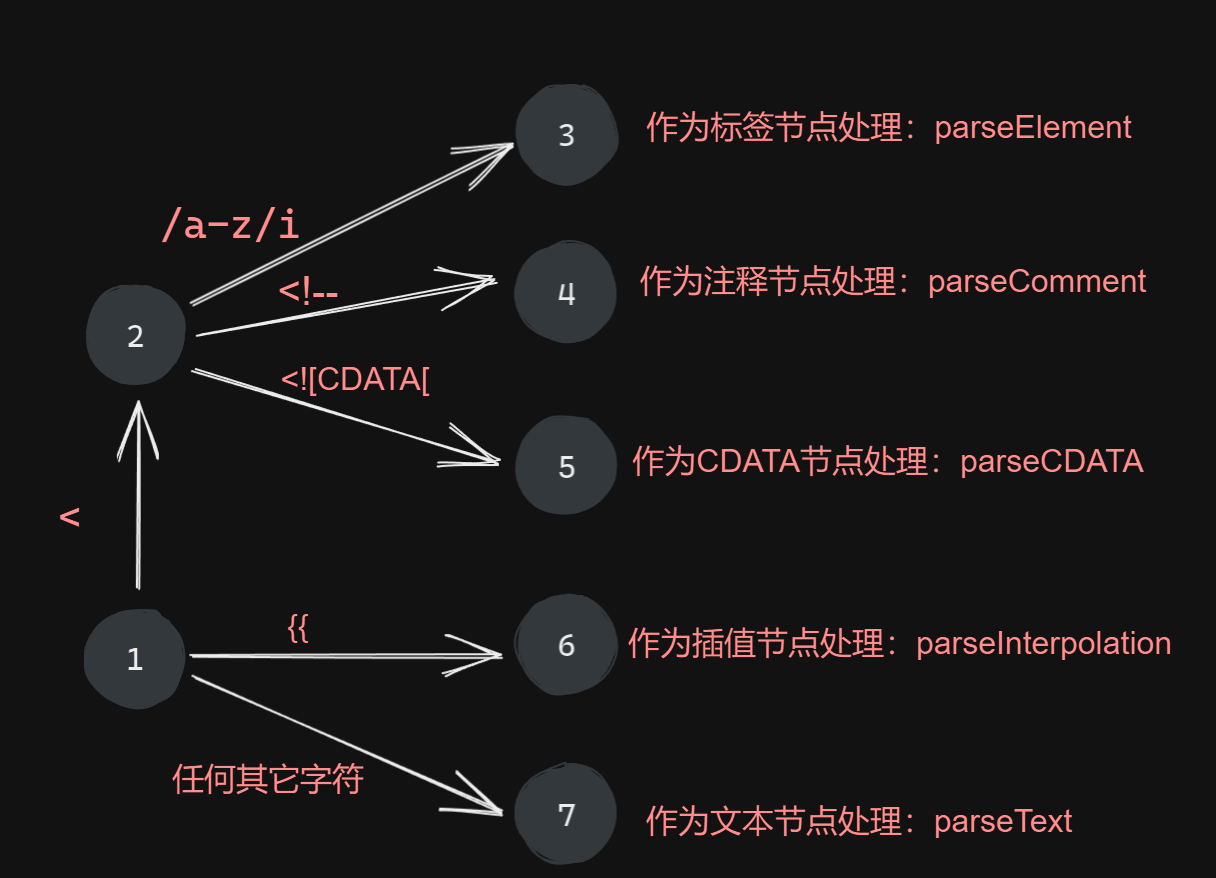 3
作为标签节点处理：parseElement
/a-z/i
4
作为注释节点处理：parseComment
<!--
2
<![CDATA[
5
作为CDATA节点处理：parseCDATA
<
1
{{
6
作为插值节点处理：parseInterpolation
任何其它字符
7
作为文本节点处理：parseText